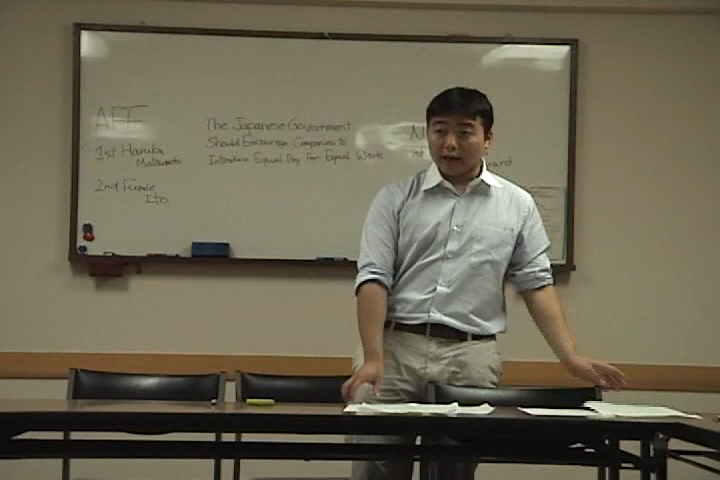 AFF
1st Haruka
Matsumoto
2nd Fumie
Ito
The Japanese Government
Should Encourage Companies to
Introduce Equal Pay For Equal Work
N
1st